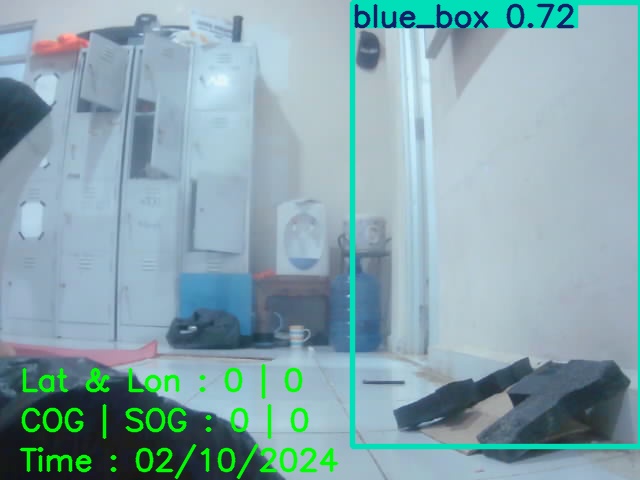 blue_box 0.72
Lat & Lon : 0 | 0
COG | SOG : 0 | 0
Time : 02/10/2024